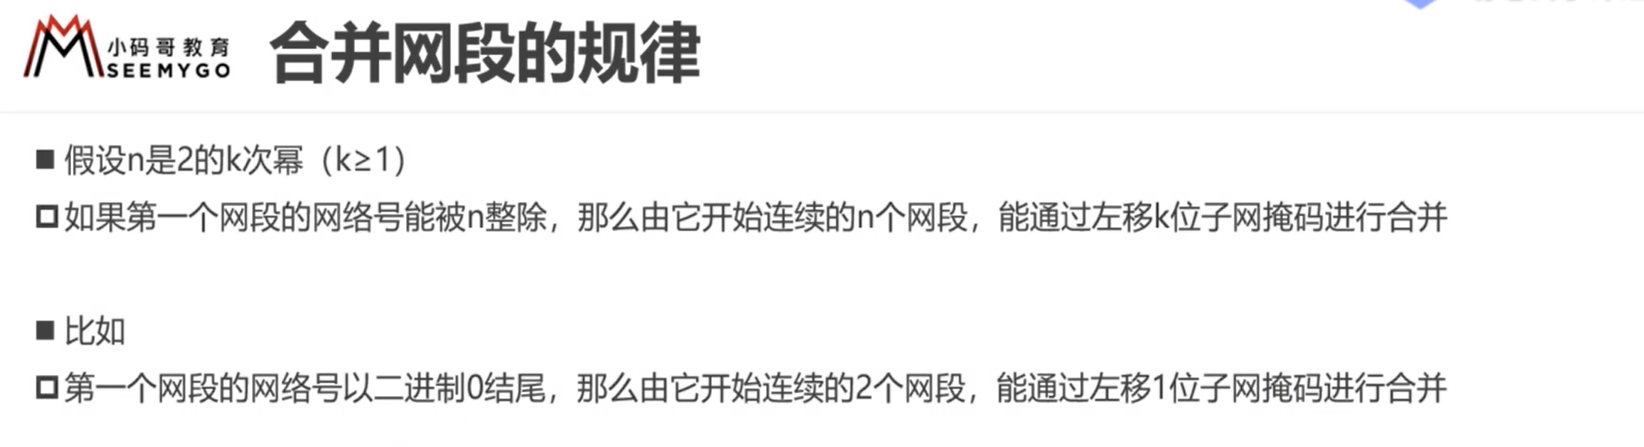 小码哥教育
SEEMYGO
合并网段的规律
■ 假设n是2的k次幂（k≥1）
如果第一个网段的网络号能被n整除，那么由它开始连续的n个网段，能通过左移k位子网掩码进行合并
■ 比如
第一个网段的网络号以二进制0结尾，那么由它开始连续的2个网段，能通过左移1位子网掩码进行合并